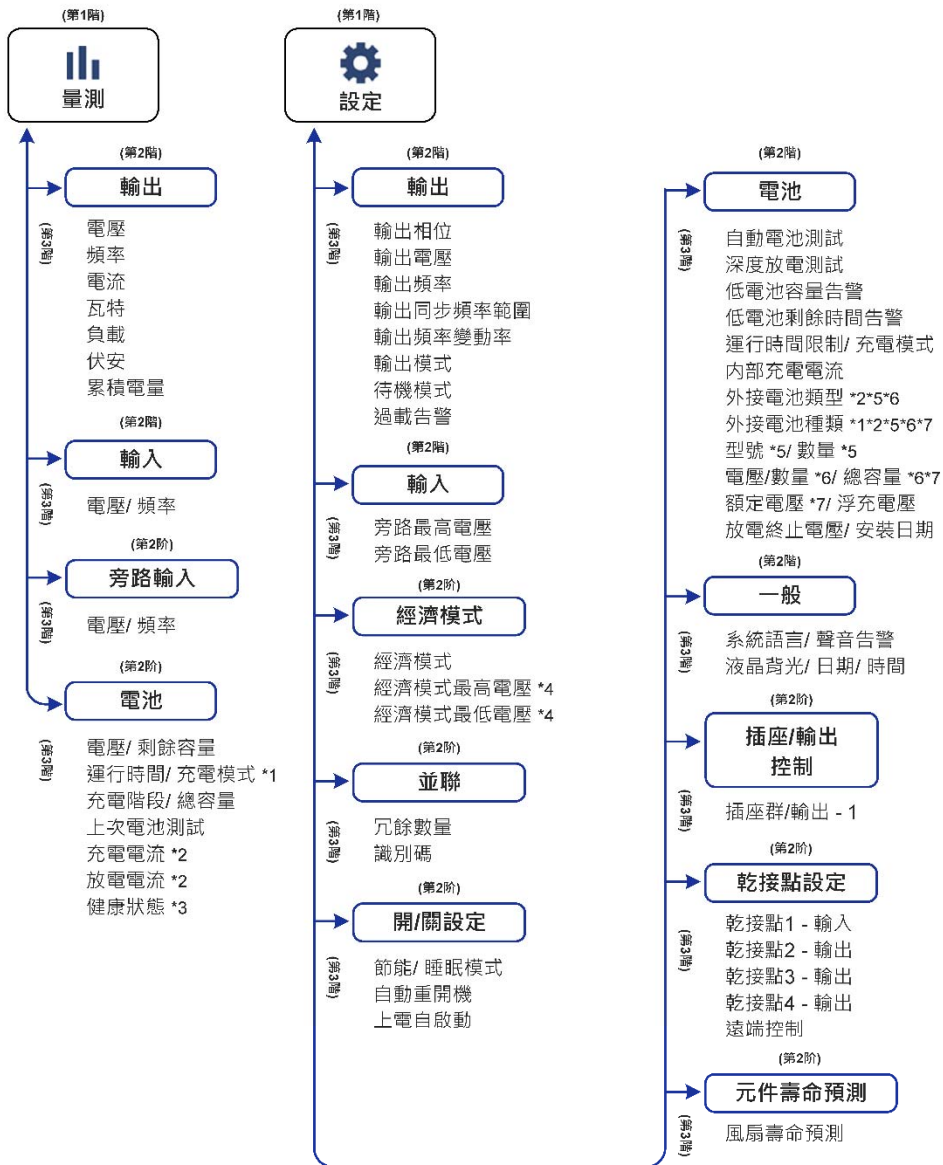 (第1階)
量測
(第2階)
輸出
(第3階)
電壓
頻率
電流
瓦特
負載
伏安
累積電量
(第2階)
輸入
(第3階)
電壓/ 頻率
(第2阶)
旁路輸入
(第3階)
電壓/ 頻率
(第2阶)
電池
(第3階)
電壓/ 剩餘容量
運行時間/ 充電模式 *1
充電階段/ 總容量
上次電池測試
充電電流 *2
放電電流 *2
健康狀態 *3
(第1階)
設定
(第2階)
輸出
(第3階)
輸出相位
輸出電壓
輸出頻率
輸出同步頻率範圍
輸出頻率變動率
輸出模式
待機模式
過載告警
(第2階)
輸入
(第3階)
旁路最高電壓
旁路最低電壓
(第2阶)
經濟模式
(第3階)
經濟模式
經濟模式最高電壓 *4
經濟模式最低電壓 *4
(第2阶)
並聯
(第3階)
冗餘數量
識別碼
(第2阶)
開/關設定
(第3階)
節能/ 睡眠模式
自動重開機
上電自啟動
(第2階)
電池
(第3階)
自動電池測試
深度放電測試
低電池容量告警
低電池剩餘時間告警
運行時間限制/ 充電模式
內部充電電流
外接電池類型 *2*5*6
外接電池種類 *1*2*5*6*7
型號 *5/ 數量 *5
電壓/數量 *6/ 總容量 *6*7
額定電壓 *7/ 浮充電壓
放電終止電壓/ 安裝日期
(第2階)
一般
(第3階)
系統語言/ 聲音告警
液晶背光/ 日期/ 時間
(第2阶)
插座/輸出
控制
(第3階)
插座群/輸出 - 1
(第2阶)
乾接點設定
(第3階)
乾接點1 - 輸入
乾接點2 - 輸出
乾接點3 - 輸出
乾接點4 - 輸出
遠端控制
(第2阶)
元件壽命預測
(第3階)
風扇壽命預測